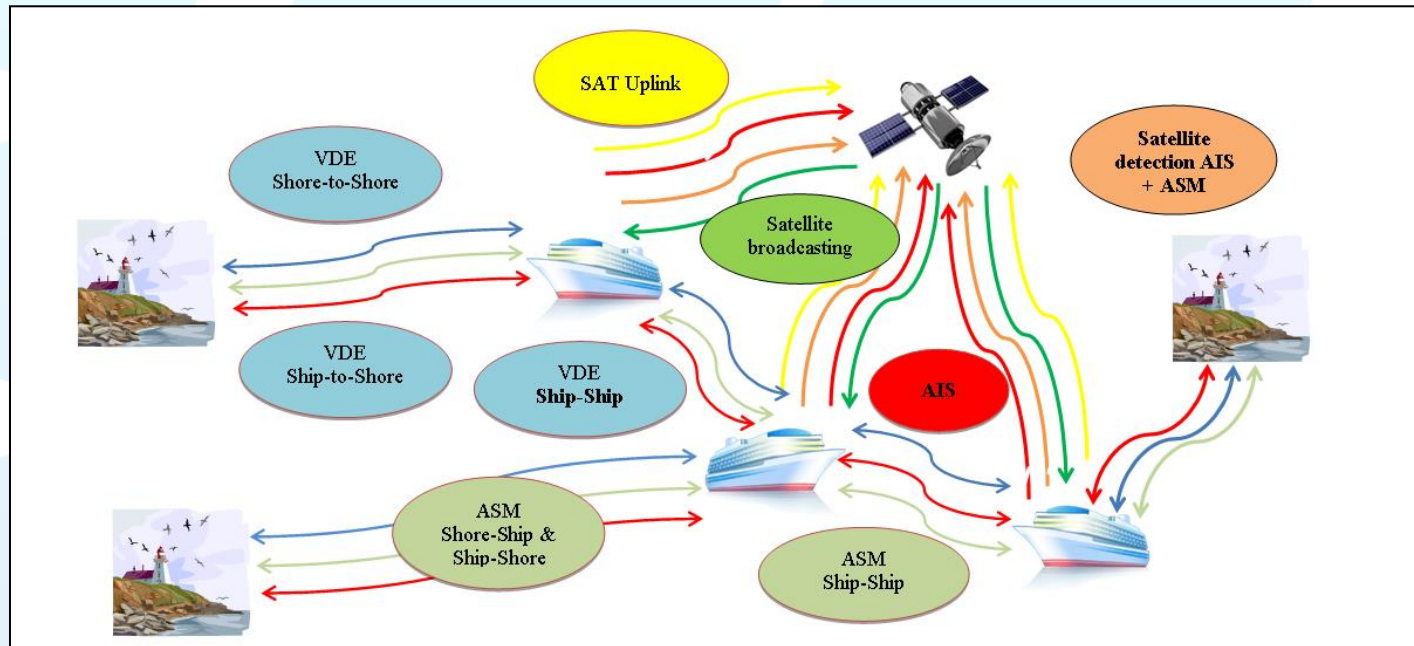 SAT Uplink
VDE
Shore-to-Shore
Satellite
detection AIS
+ ASM
Satellite
broadcasting
VDE
Ship-to-Shore
VDE
Ship-Ship
AIS
ASM
Shore-Ship &
Ship-Shore
ASM
Ship-Ship